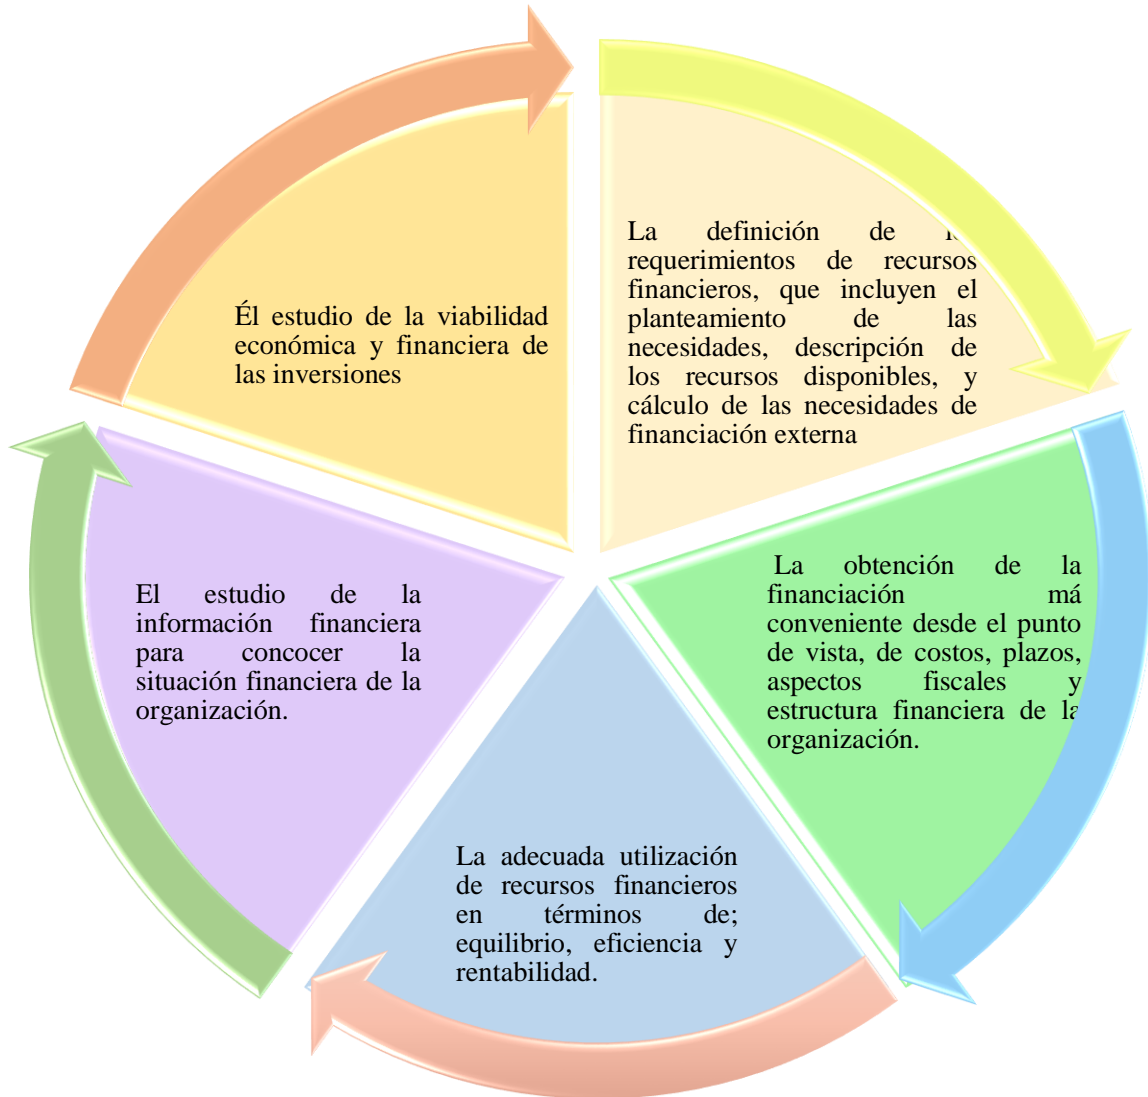 La definición de
requerimientos de recursos
financieros, que incluyen el
planteamiento de las
necesidades, descripción de
los recursos disponibles, y
cálculo de las necesidades de
financiación externa
La obtención de la
financiación má
conveniente desde el punto
de vista, de costos, plazos,
aspectos fiscales y
estructura financiera de la
organización.
La adecuada utilización
de recursos financieros
en términos de;
equilibrio, eficiencia y
rentabilidad.
El estudio de la
información financiera
para concocer la
situación financiera de la
organización.
Él estudio de la viabilidad
económica y financiera de
las inversiones